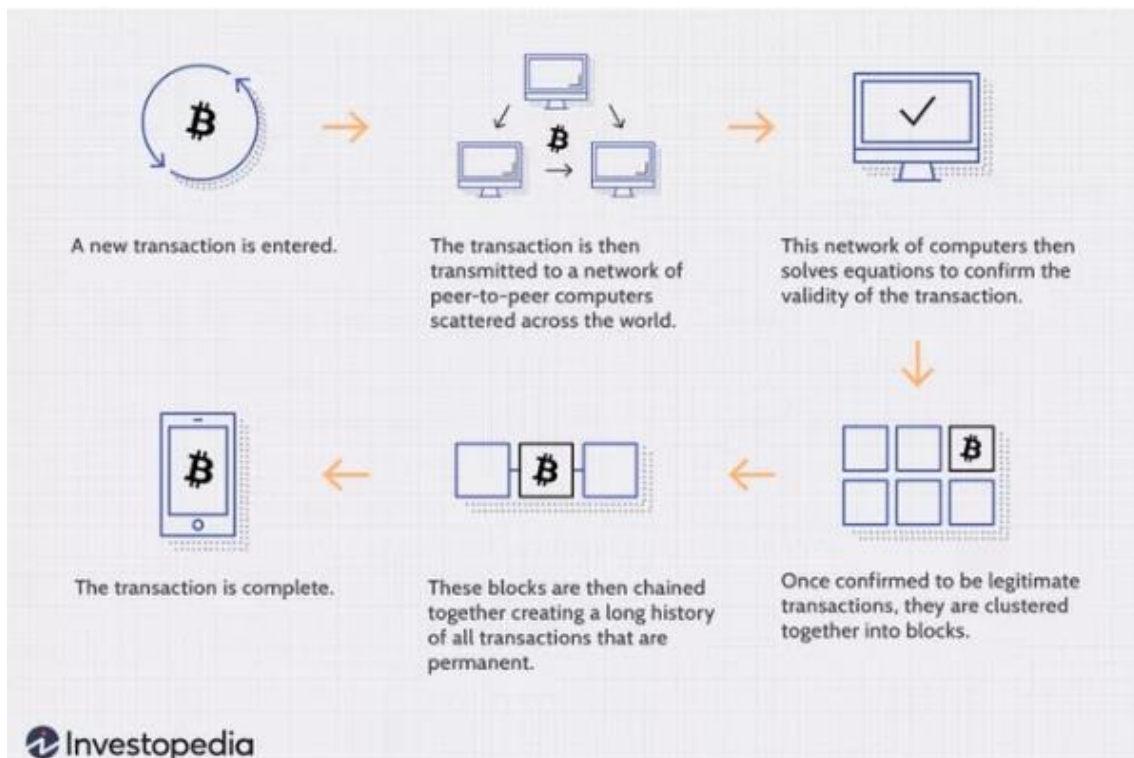 A new transaction is entered.
The transaction is then
transmitted to a network of
peer-to-peer computers
scattered across the world.
This network of computers then
solves equations to confirm the
validity of the transaction.
Once confirmed to be legitimate
transactions, they are clustered
together into blocks.
These blocks are then chained
together creating a long history
of all transactions that are
permanent.
The transaction is complete.
Investopedia